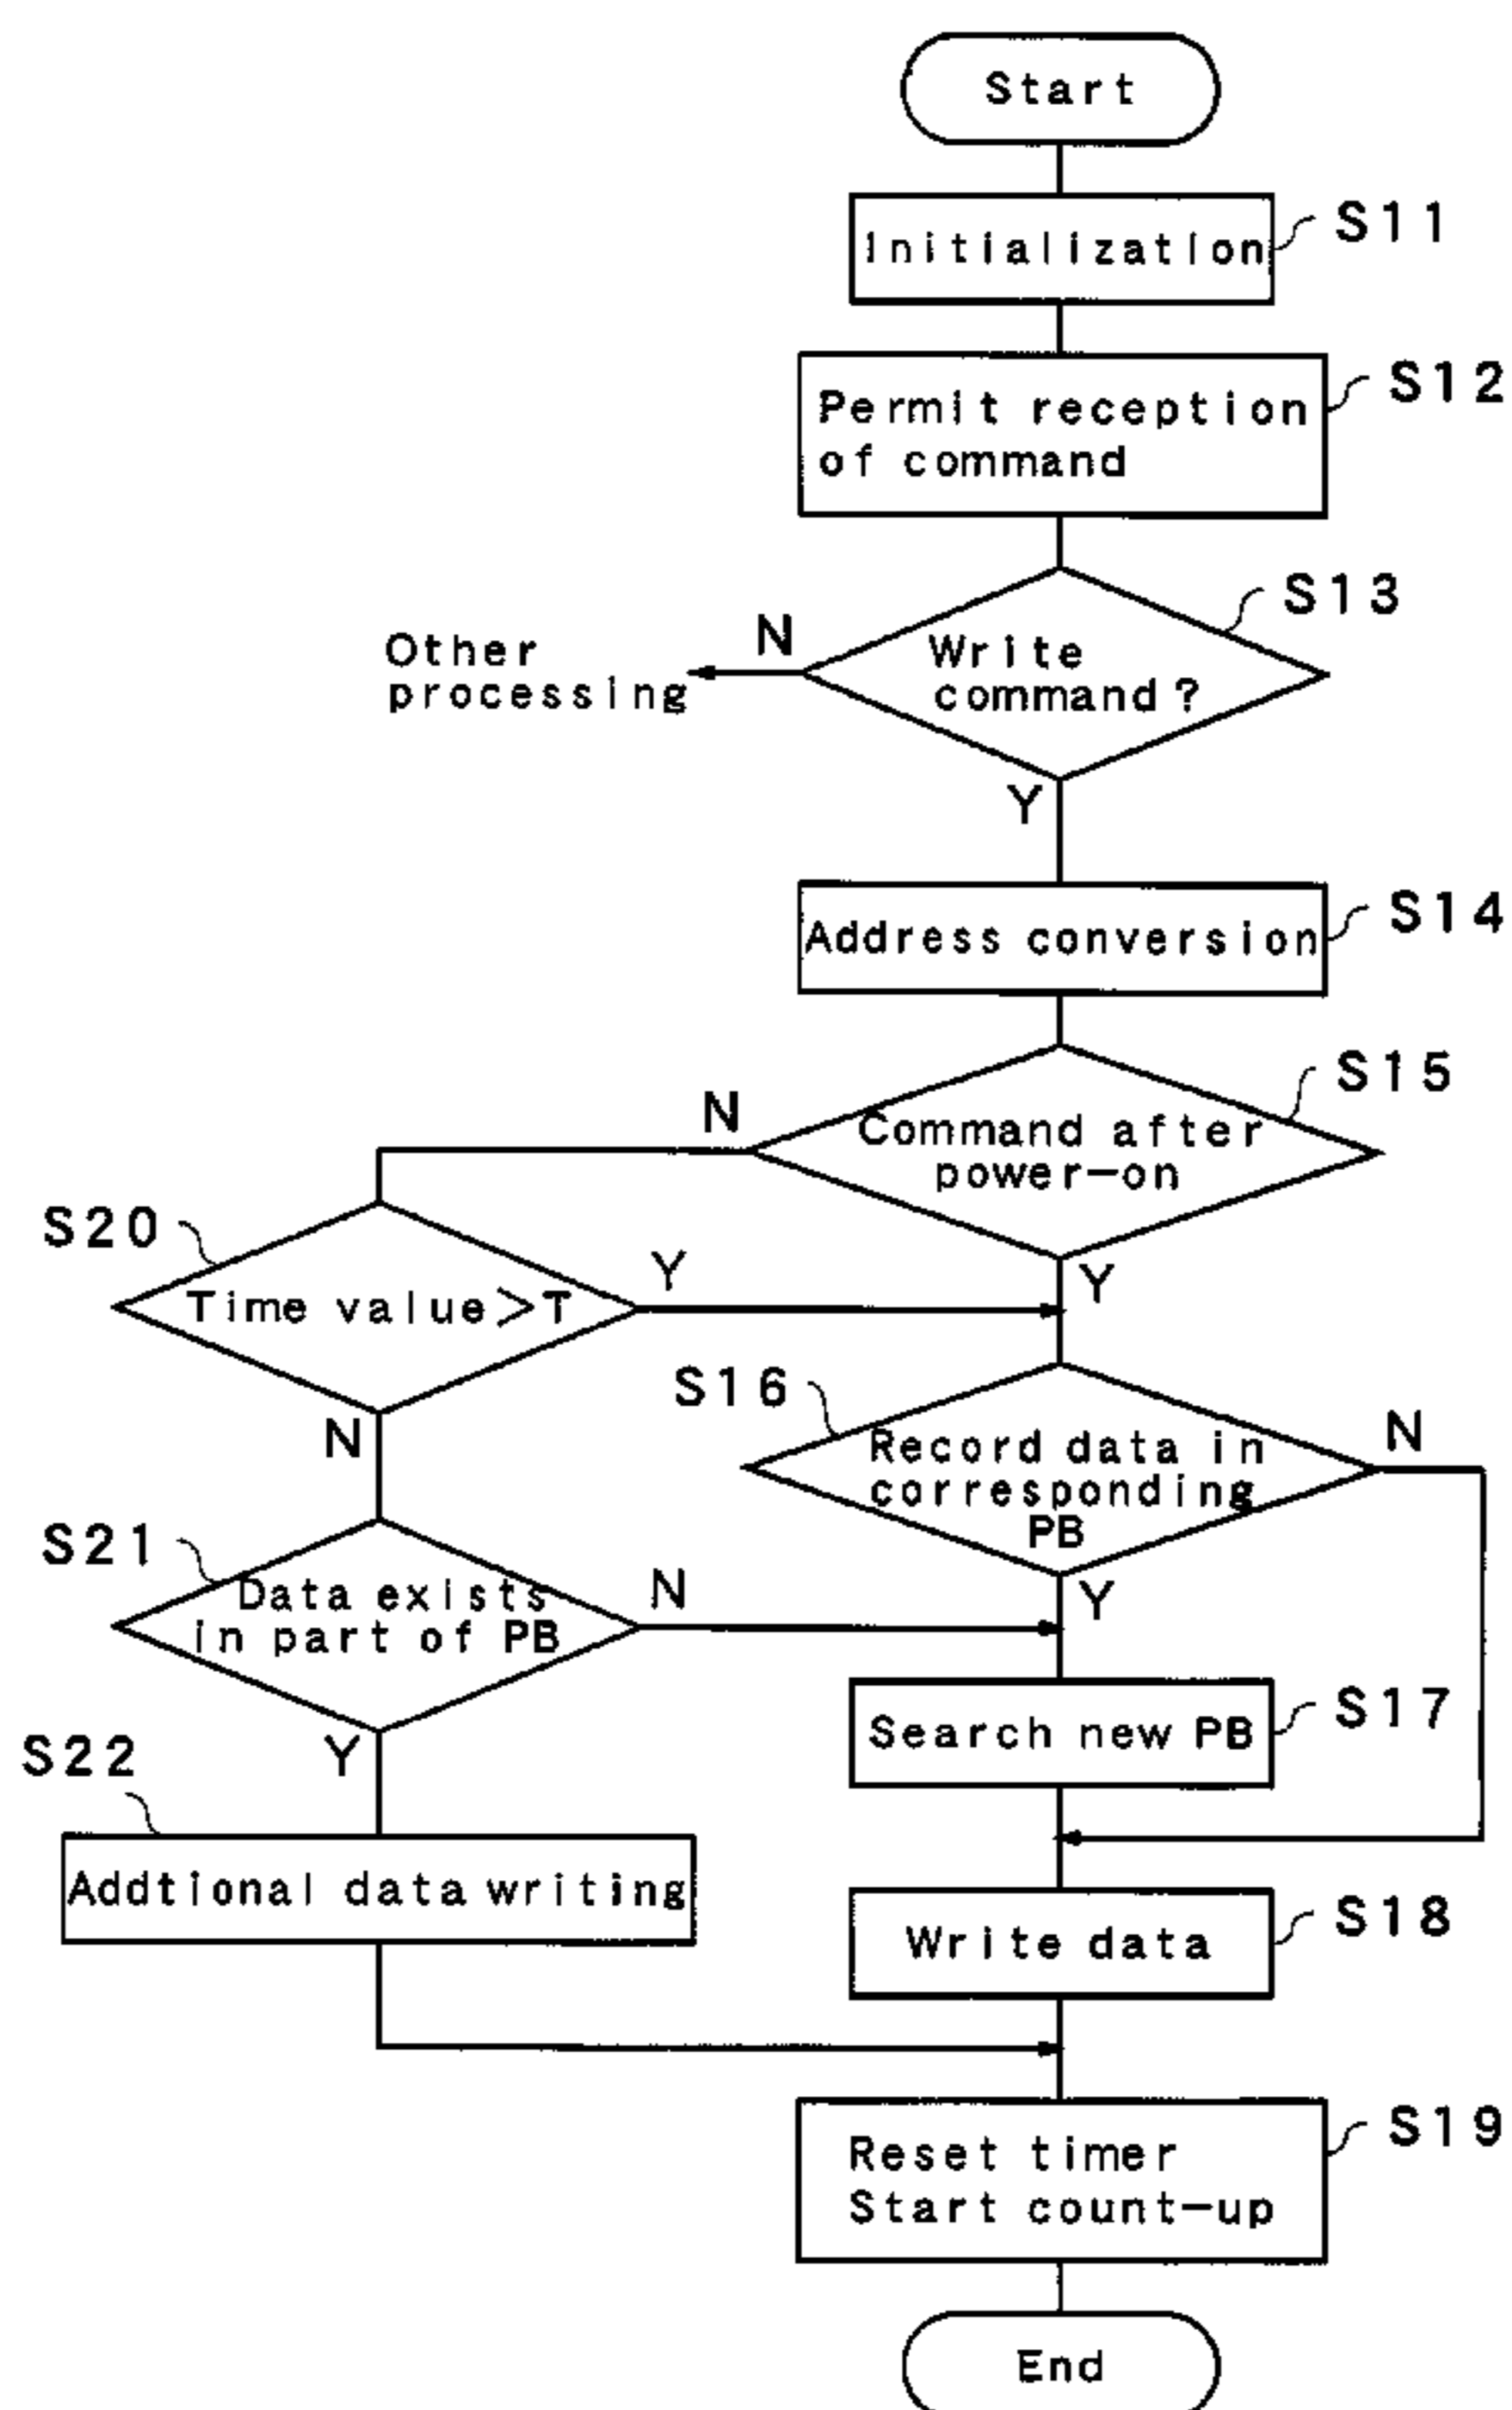 Start
Initialization
S11
Permit reception
of command
S12
S13
Write
command?
N
Other
processing
Y
Address conversion
S14
S15
Command after
power-on
N
Y
S20
Time value>T
Y
N
S16
Record data in
corresponding
PB
N
Y
S21
Data exists
in part of PB
N
Y
Search new PB
S17
S22
Addtional data writing
Write data
S18
Reset timer
Start count-up
S19
End